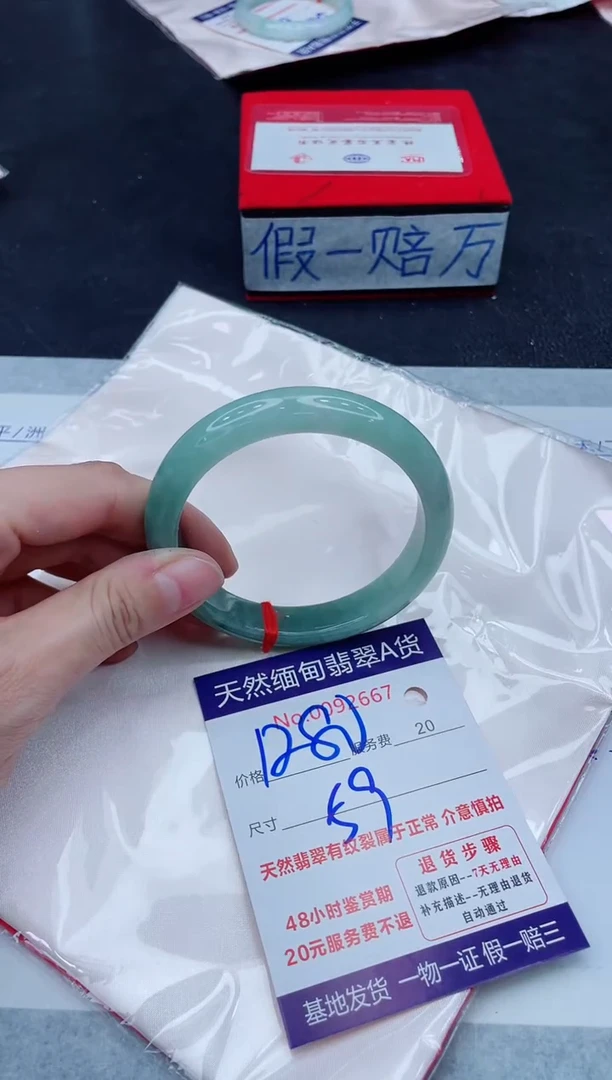 假一赔万
平/洲
天然缅甸翡翠A货
No.0092667
价格 1280 服务费 20
尺寸 59
天然翡翠有纹裂属于正常 介意慎拍
48小时鉴赏期
20元服务费不退
退货步骤
退款原因--7天无理由
补充描述--无理由退货
自动通过
基地发货 一物一证 假一赔三